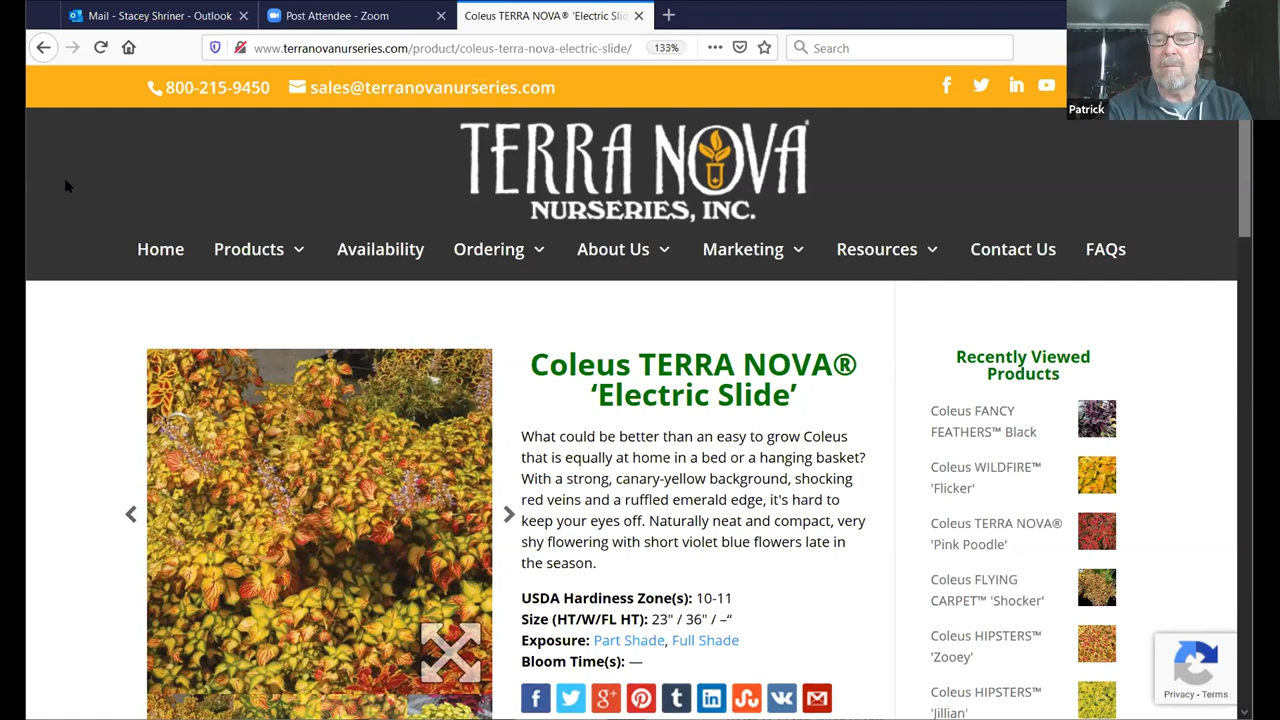 Mail - Stacey Shriner - Outlook
Post Attendee - Zoom
Coleus TERRA NOVA® 'Electric Slid
www.terranovanurseries.com/product/coleus-terra-nova-electric-slide/
133%
Search
Patrick
800-215-9450
sales@terranovanurseries.com
TERRA NOVA®
NURSERIES, INC.
Home
Products
Availability
Ordering
About Us
Marketing
Resources
Contact Us
FAQs
Coleus TERRA NOVA®
‘Electric Slide’
What could be better than an easy to grow Coleus
that is equally at home in a bed or a hanging basket?
With a strong, canary-yellow background, shocking
red veins and a ruffled emerald edge, it's hard to
keep your eyes off. Naturally neat and compact, very
shy flowering with short violet blue flowers late in
the season.
USDA Hardiness Zone(s): 10-11
Size (HT/W/FL HT): 23" / 36" / –“
Exposure: Part Shade, Full Shade
Bloom Time(s): —
Recently Viewed
Products
Coleus FANCY
FEATHERS™ Black
Coleus WILDFIRE™
'Flicker'
Coleus TERRA NOVA®
'Pink Poodle'
Coleus FLYING
CARPET™ 'Shocker'
Coleus HIPSTERS™
'Zooey'
Coleus HIPSTERS™
'Jillian'
Privacy - Terms